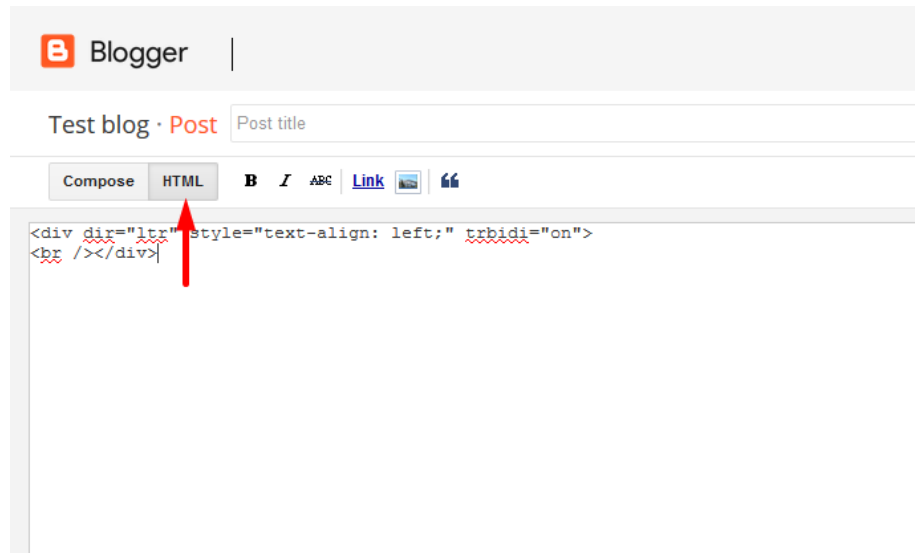 Blogger
Test blog · Post Post title
Compose HTML B I ABC Link
<div dir="ltr" style="text-align: left;" trbidi="on">
<br /></div>